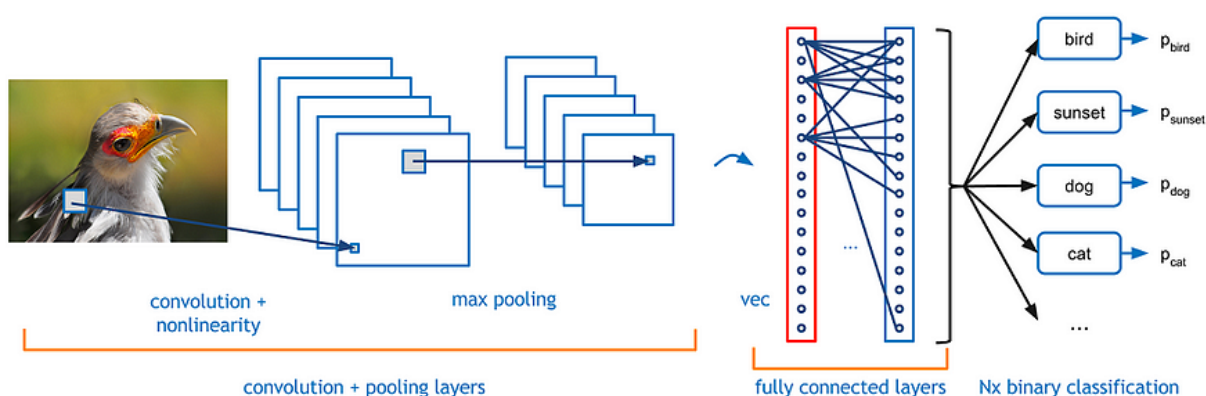 bird
p_bird
sunset
p_sunset
dog
p_dog
cat
p_cat
...
...
convolution +
nonlinearity
max pooling
vec
convolution + pooling layers
fully connected layers
Nx binary classification